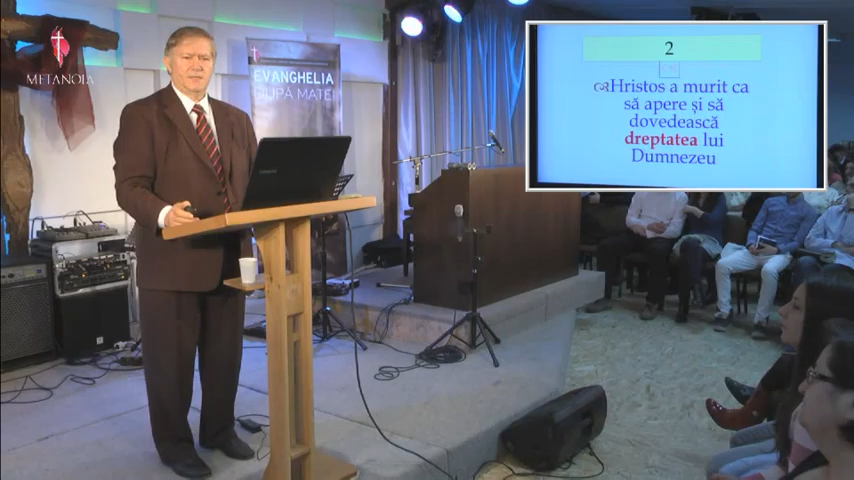 METANOIA
EVANGHELIA
DUPĂ MATEI
2
Hristos a murit ca
să apere și să
dovedească
dreptatea lui
Dumnezeu